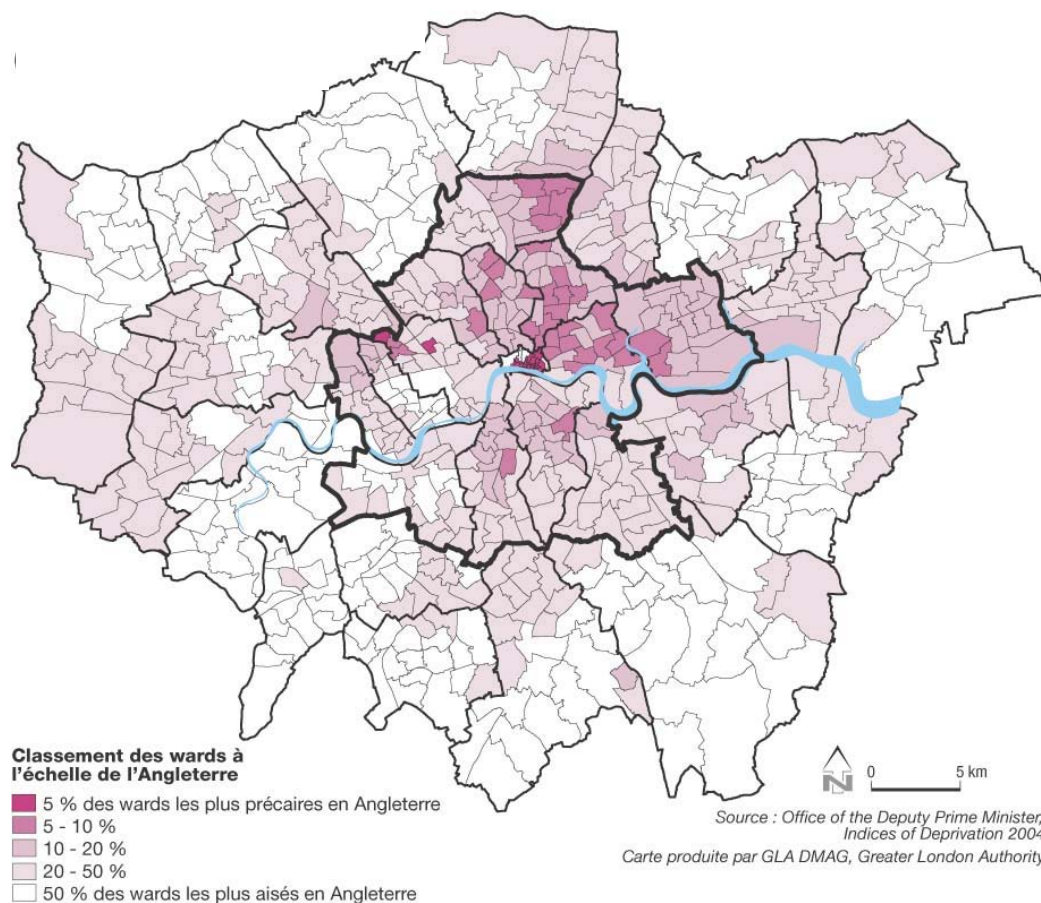 Classement des wards à
l'échelle de l'Angleterre
5 % des wards les plus précaires en Angleterre
5 - 10 %
10 - 20 %
20 - 50 %
50 % des wards les plus aisés en Angleterre
N
0 5 km
Source : Office of the Deputy Prime Minister,
Indices of Deprivation 2004
Carte produite par GLA DMAG, Greater London Authority